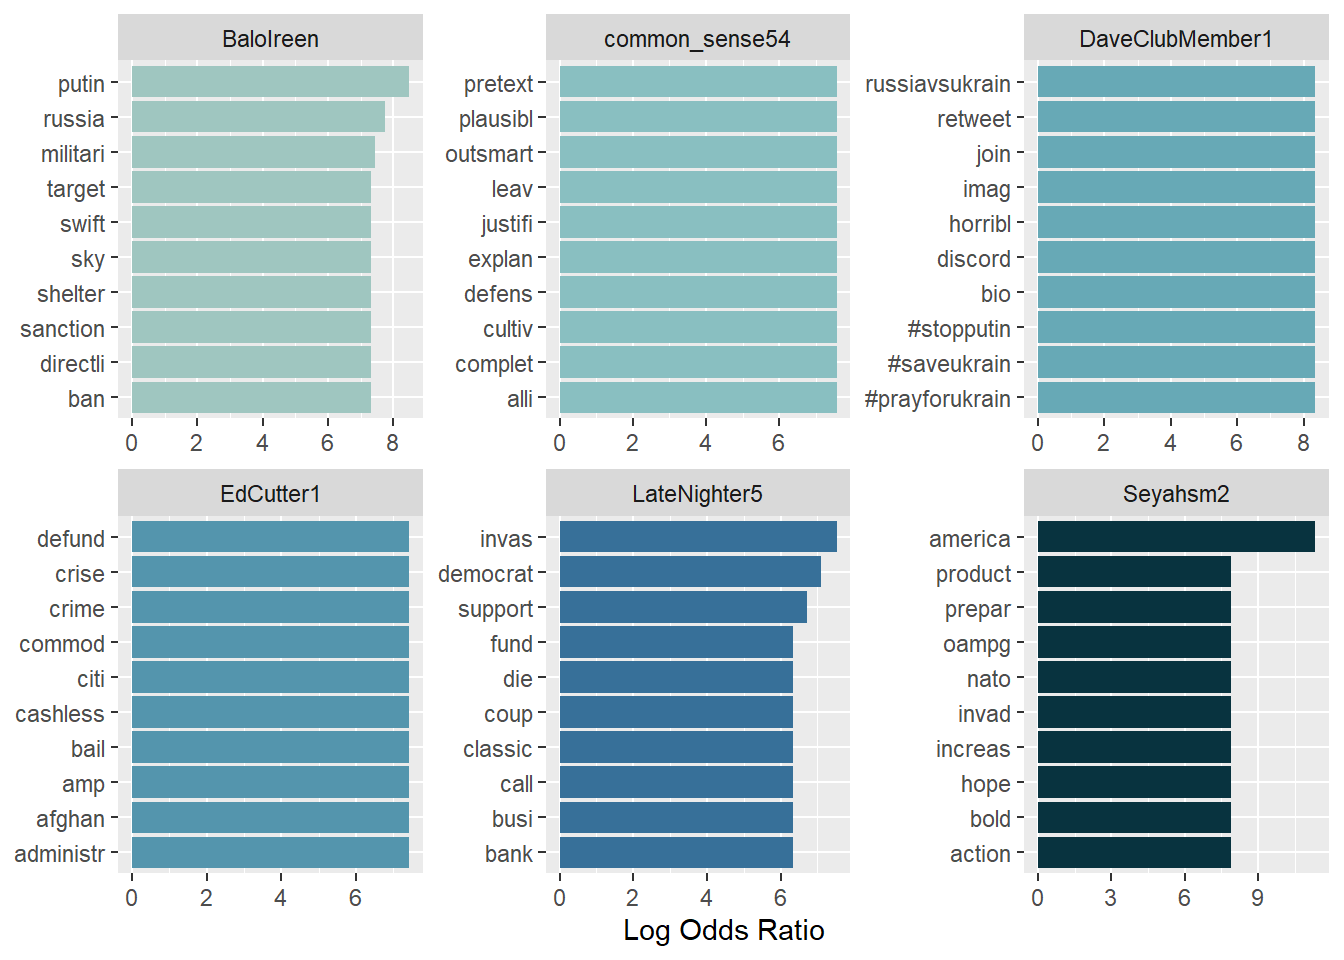 BaloIreen
putin
russia
militari
target
swift
sky
shelter
sanction
directli
ban
0 2 4 6 8
common_sense54
pretext
plausibl
outsmart
leav
justifi
explan
defens
cultiv
complet
alli
0 2 4 6
DaveClubMember1
russiavsukrain
retweet
join
imag
horribl
discord
bio
#stopputin
#saveukrain
#prayforukrain
0 2 4 6 8
EdCutter1
defund
crise
crime
commod
citi
cashless
bail
amp
afghan
administr
0 2 4 6
LateNighter5
invas
democrat
support
fund
die
coup
classic
call
busi
bank
0 2 4 6
Seyahsm2
america
product
prepar
oampg
nato
invad
increas
hope
bold
action
0 3 6 9
Log Odds Ratio